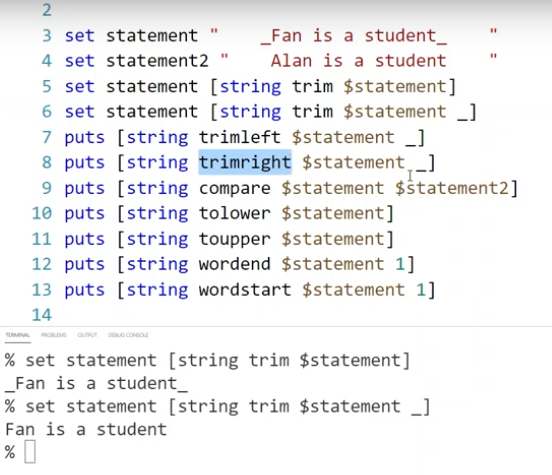 2
3 set statement "    _Fan is a student_    "
4 set statement2 "    Alan is a student    "
5 set statement [string trim $statement]
6 set statement [string trim $statement _]
7 puts [string trimleft $statement _]
8 puts [string trimright $statement _]
9 puts [string compare $statement $statement2]
10 puts [string tolower $statement]
11 puts [string toupper $statement]
12 puts [string wordend $statement 1]
13 puts [string wordstart $statement 1]
14
TERMINAL PROBLEMS OUTPUT DEBUG CONSOLE
% set statement [string trim $statement]
_Fan is a student_
% set statement [string trim $statement _]
Fan is a student
%